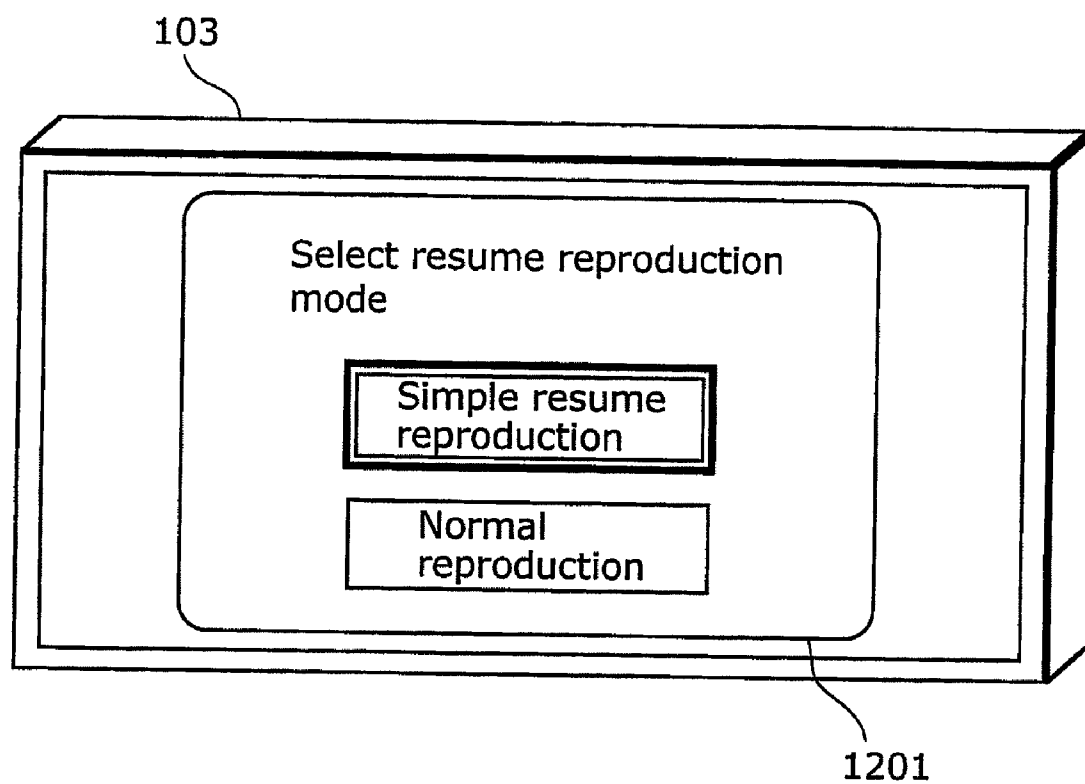 103
Select resume reproduction
mode
Simple resume
reproduction
Normal
reproduction
1201